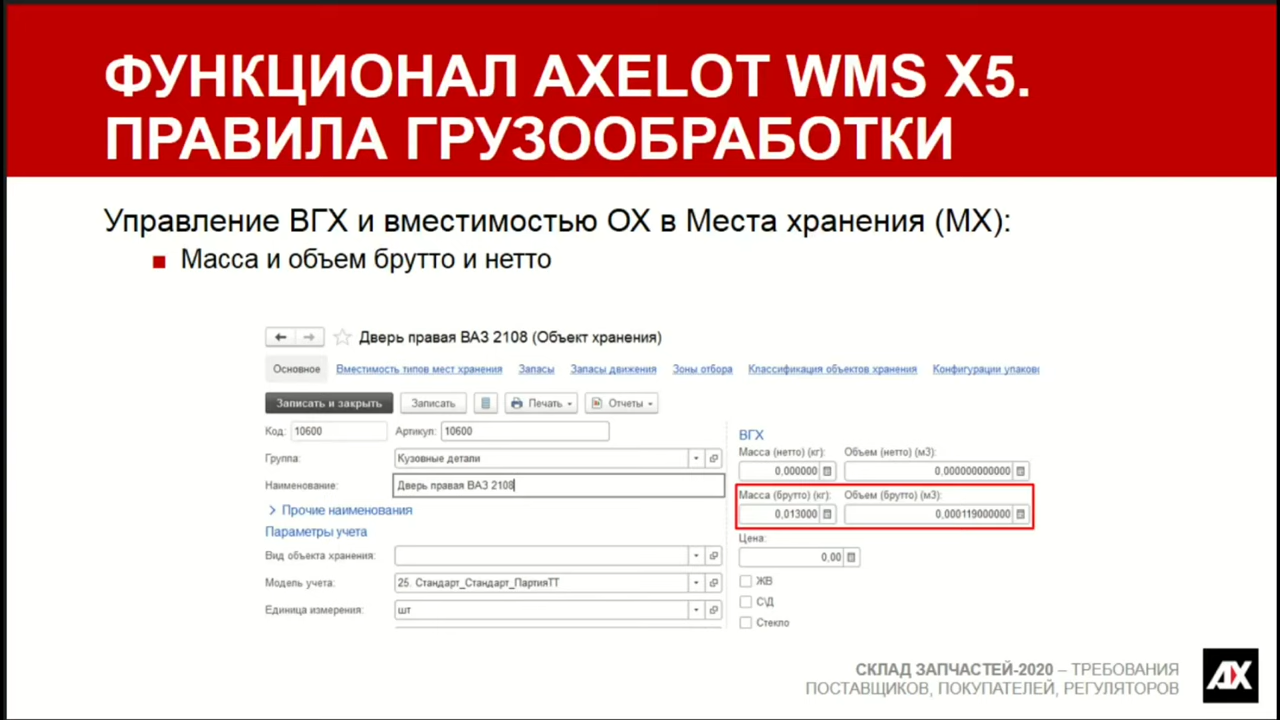 ФУНКЦИОНАЛ AXELOT WMS X5.
ПРАВИЛА ГРУЗООБРАБОТКИ
Управление ВГХ и вместимостью ОХ в Места хранения (МХ):
Масса и объем брутто и нетто
Дверь правая ВАЗ 2108 (Объект хранения)
Основное Вместимость типов мест хранения Запасы Запасы движения Зоны отбора Классификация объектов хранения Конфигурации упаково
Записать и закрыть Записать Печать Отчеты
Код: 10600 Артикул: 10600
Группа: Кузовные детали
Наименование: Дверь правая ВАЗ 2108
Прочие наименования
Параметры учета
Вид объекта хранения:
Модель учета: 25. Стандарт_Стандарт_ПартияТТ
Единица измерения: шт
ВГХ
Масса (нетто) (кг): Объем (нетто) (м3):
0,000000 0,000000000000
Масса (брутто) (кг): Объем (брутто) (м3):
0,013000 0,000119000000
Цена:
0,00
ЖВ
С\Д
Стекло
СКЛАД ЗАПЧАСТЕЙ-2020 – ТРЕБОВАНИЯ
ПОСТАВЩИКОВ, ПОКУПАТЕЛЕЙ, РЕГУЛЯТОРОВ
AX